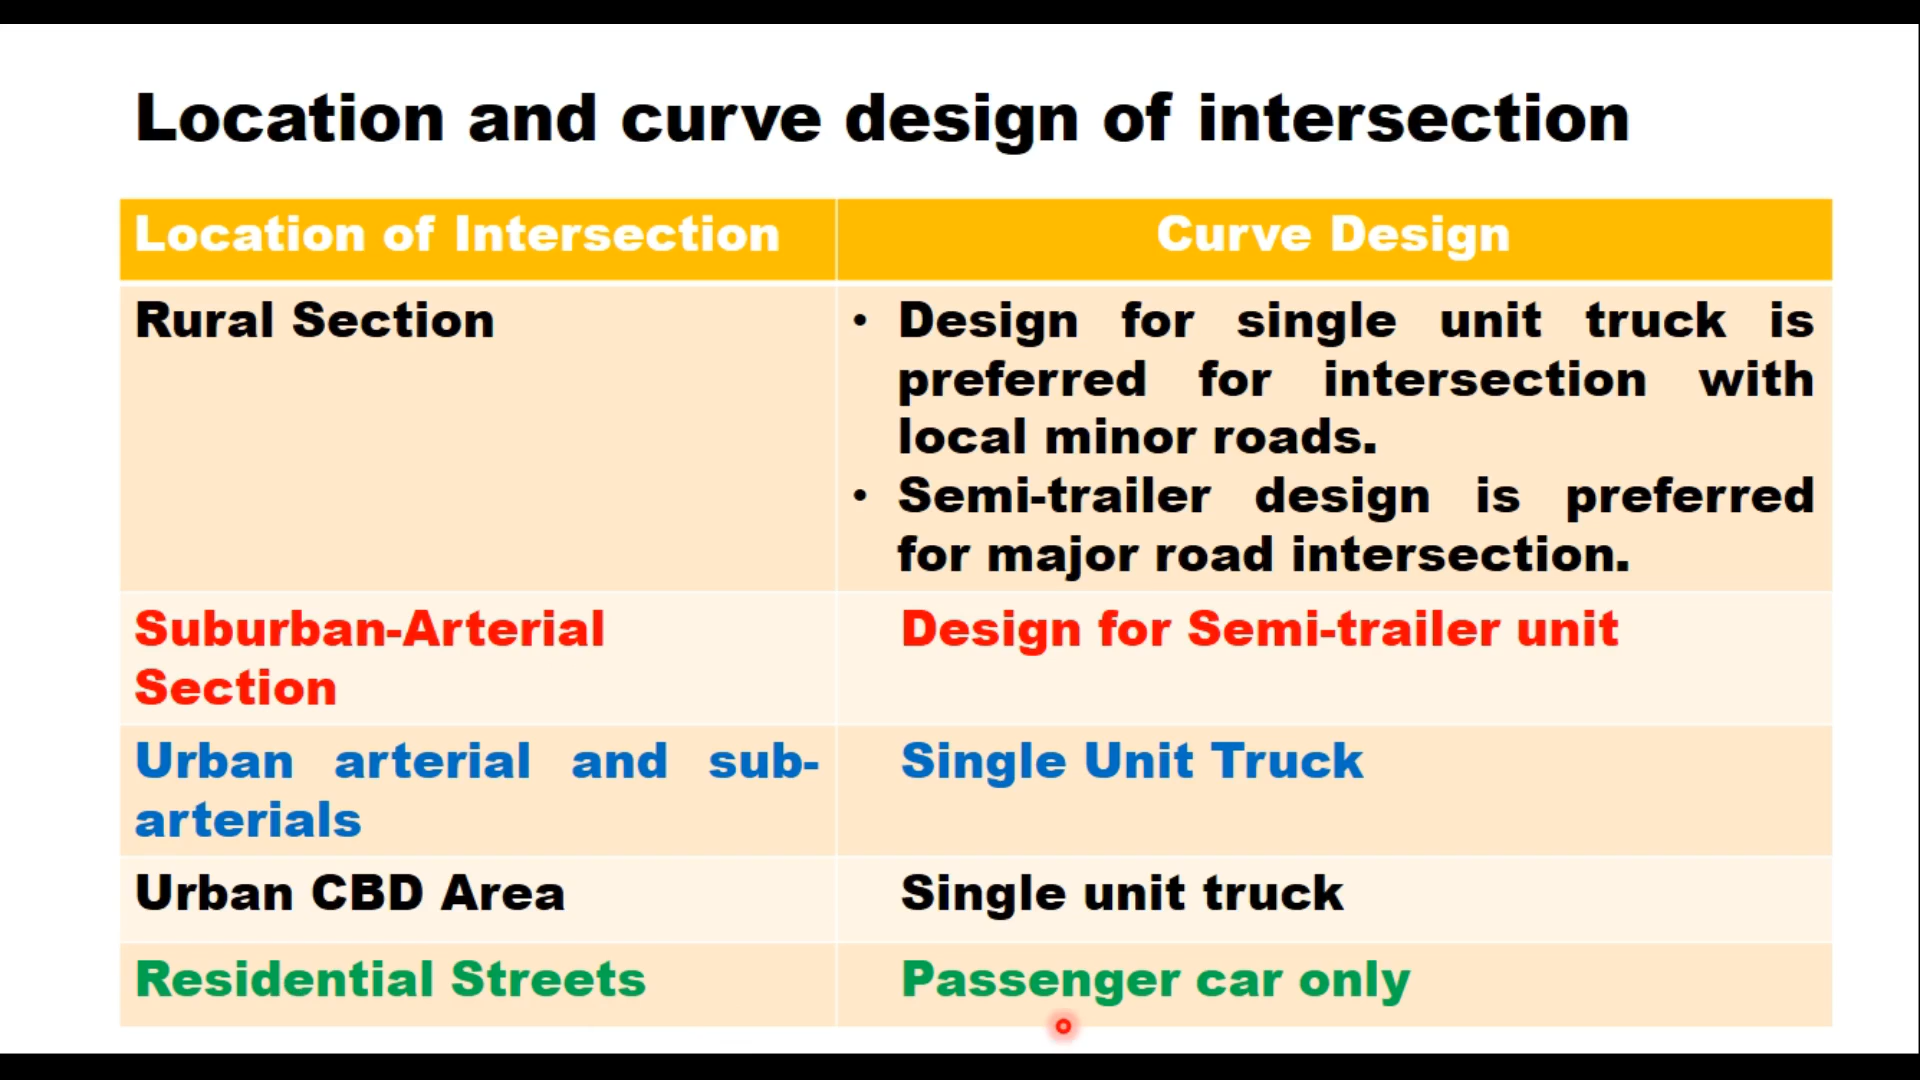 Location and curve design of intersection
Location of Intersection
Curve Design
Rural Section
• Design for single unit truck is
preferred for intersection with
local minor roads.
• Semi-trailer design is preferred
for major road intersection.
Suburban-Arterial
Section
Design for Semi-trailer unit
Urban arterial and sub-
arterials
Single Unit Truck
Urban CBD Area
Single unit truck
Residential Streets
Passenger car only